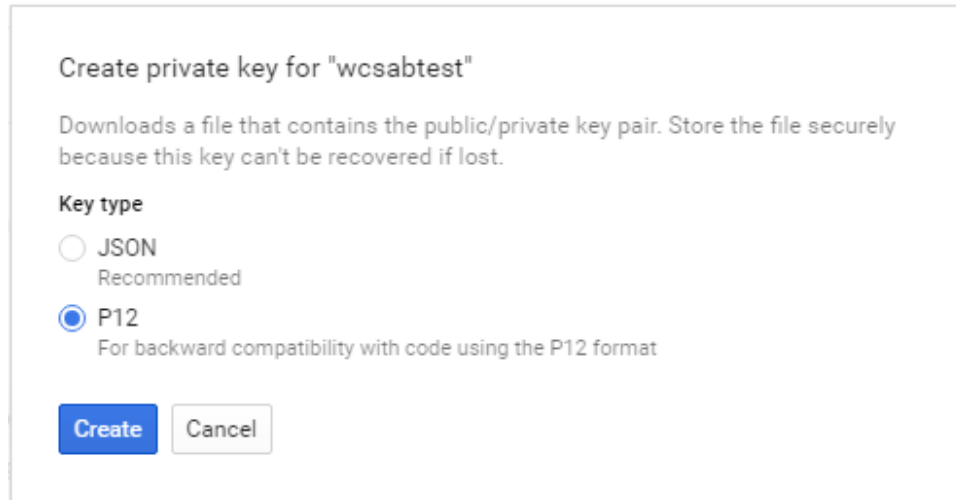 Create private key for "wcsabtest"
Downloads a file that contains the public/private key pair. Store the file securely
because this key can't be recovered if lost.
Key type
JSON
Recommended
P12
For backward compatibility with code using the P12 format
Create Cancel